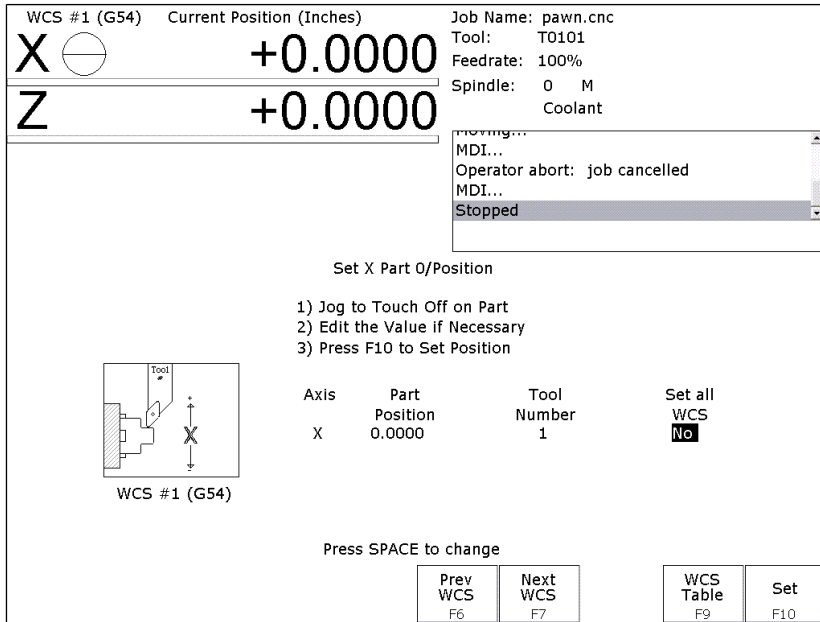 WCS #1 (G54) Current Position (Inches)
X +0.0000
Z +0.0000
Job Name: pawn.cnc
Tool: T0101
Feedrate: 100%
Spindle: 0 M
Coolant
Moving...
MDI...
Operator abort: job cancelled
MDI...
Stopped
Set X Part 0/Position
1) Jog to Touch Off on Part
2) Edit the Value if Necessary
3) Press F10 to Set Position
Tool
X
WCS #1 (G54)
Axis Part Tool Set all
Position Number WCS
X 0.0000 1 No
Press SPACE to change
Prev WCS F6
Next WCS F7
WCS Table F9
Set F10